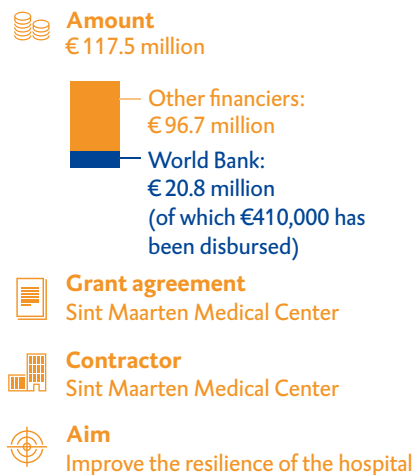 Amount
€ 117.5 million
Other financiers:
€ 96.7 million
World Bank:
€ 20.8 million
(of which €410,000 has
been disbursed)
Grant agreement
Sint Maarten Medical Center
Contractor
Sint Maarten Medical Center
Aim
Improve the resilience of the hospital